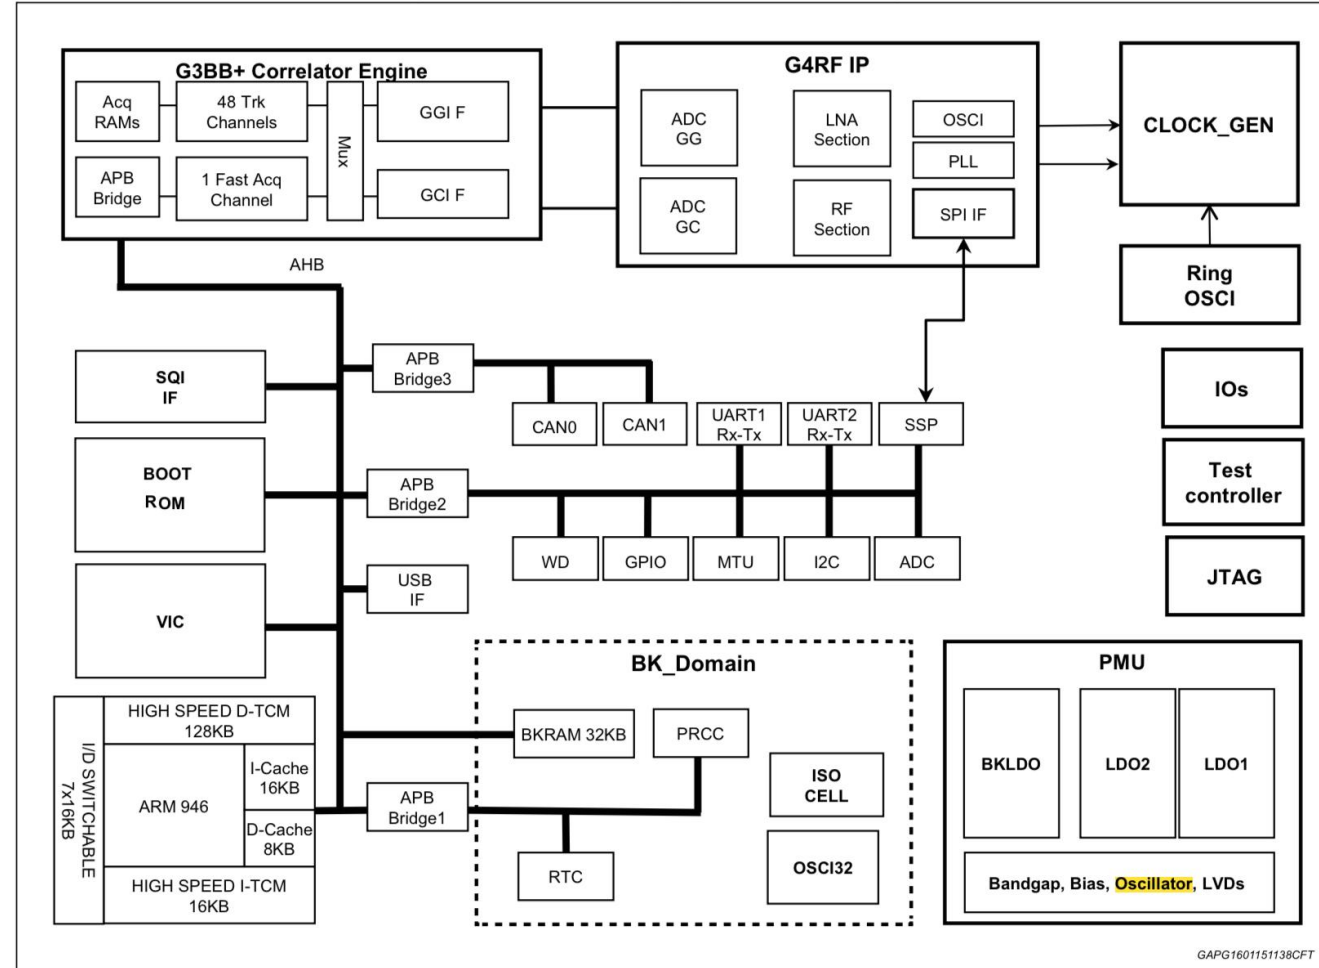 G3BB+ Correlator Engine
Acq
RAMs
48 Trk
Channels
Mux
GGI F
APB
Bridge
1 Fast Acq
Channel
GCI F
G4RF IP
ADC
GG
LNA
Section
OSCI
PLL
ADC
GC
RF
Section
SPI IF
CLOCK_GEN
Ring
OSCI
AHB
SQI
IF
APB
Bridge3
CAN0
CAN1
UART1
Rx-Tx
UART2
Rx-Tx
SSP
IOs
BOOT
ROM
APB
Bridge2
WD
GPIO
MTU
I2C
ADC
Test
controller
JTAG
VIC
USB
IF
I/D SWITCHABLE
7x16KB
HIGH SPEED D-TCM
128KB
ARM 946
I-Cache
16KB
D-Cache
8KB
HIGH SPEED I-TCM
16KB
APB
Bridge1
BK_Domain
BKRAM 32KB
PRCC
ISO
CELL
RTC
OSCI32
PMU
BKLDO
LDO2
LDO1
Bandgap, Bias, Oscillator, LVDs
GAPG1601151138CFT